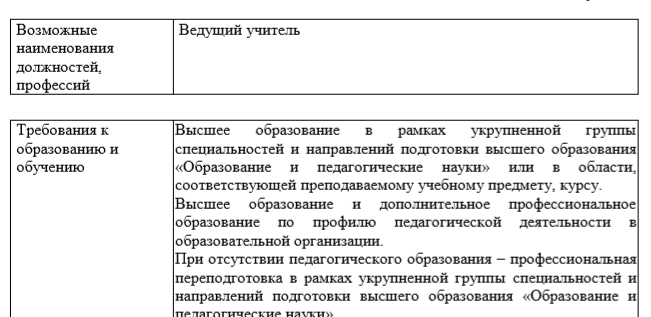 Возможные
наименования
должностей,
профессий
Ведущий учитель
Требования к
образованию и
обучению
Высшее образование в рамках укрупненной группы
специальностей и направлений подготовки высшего образования
«Образование и педагогические науки» или в области,
соответствующей преподаваемому учебному предмету, курсу.
Высшее образование и дополнительное профессиональное
образование по профилю педагогической деятельности в
образовательной организации.
При отсутствии педагогического образования – профессиональная
переподготовка в рамках укрупненной группы специальностей и
направлений подготовки высшего образования «Образование и
педагогические науки»